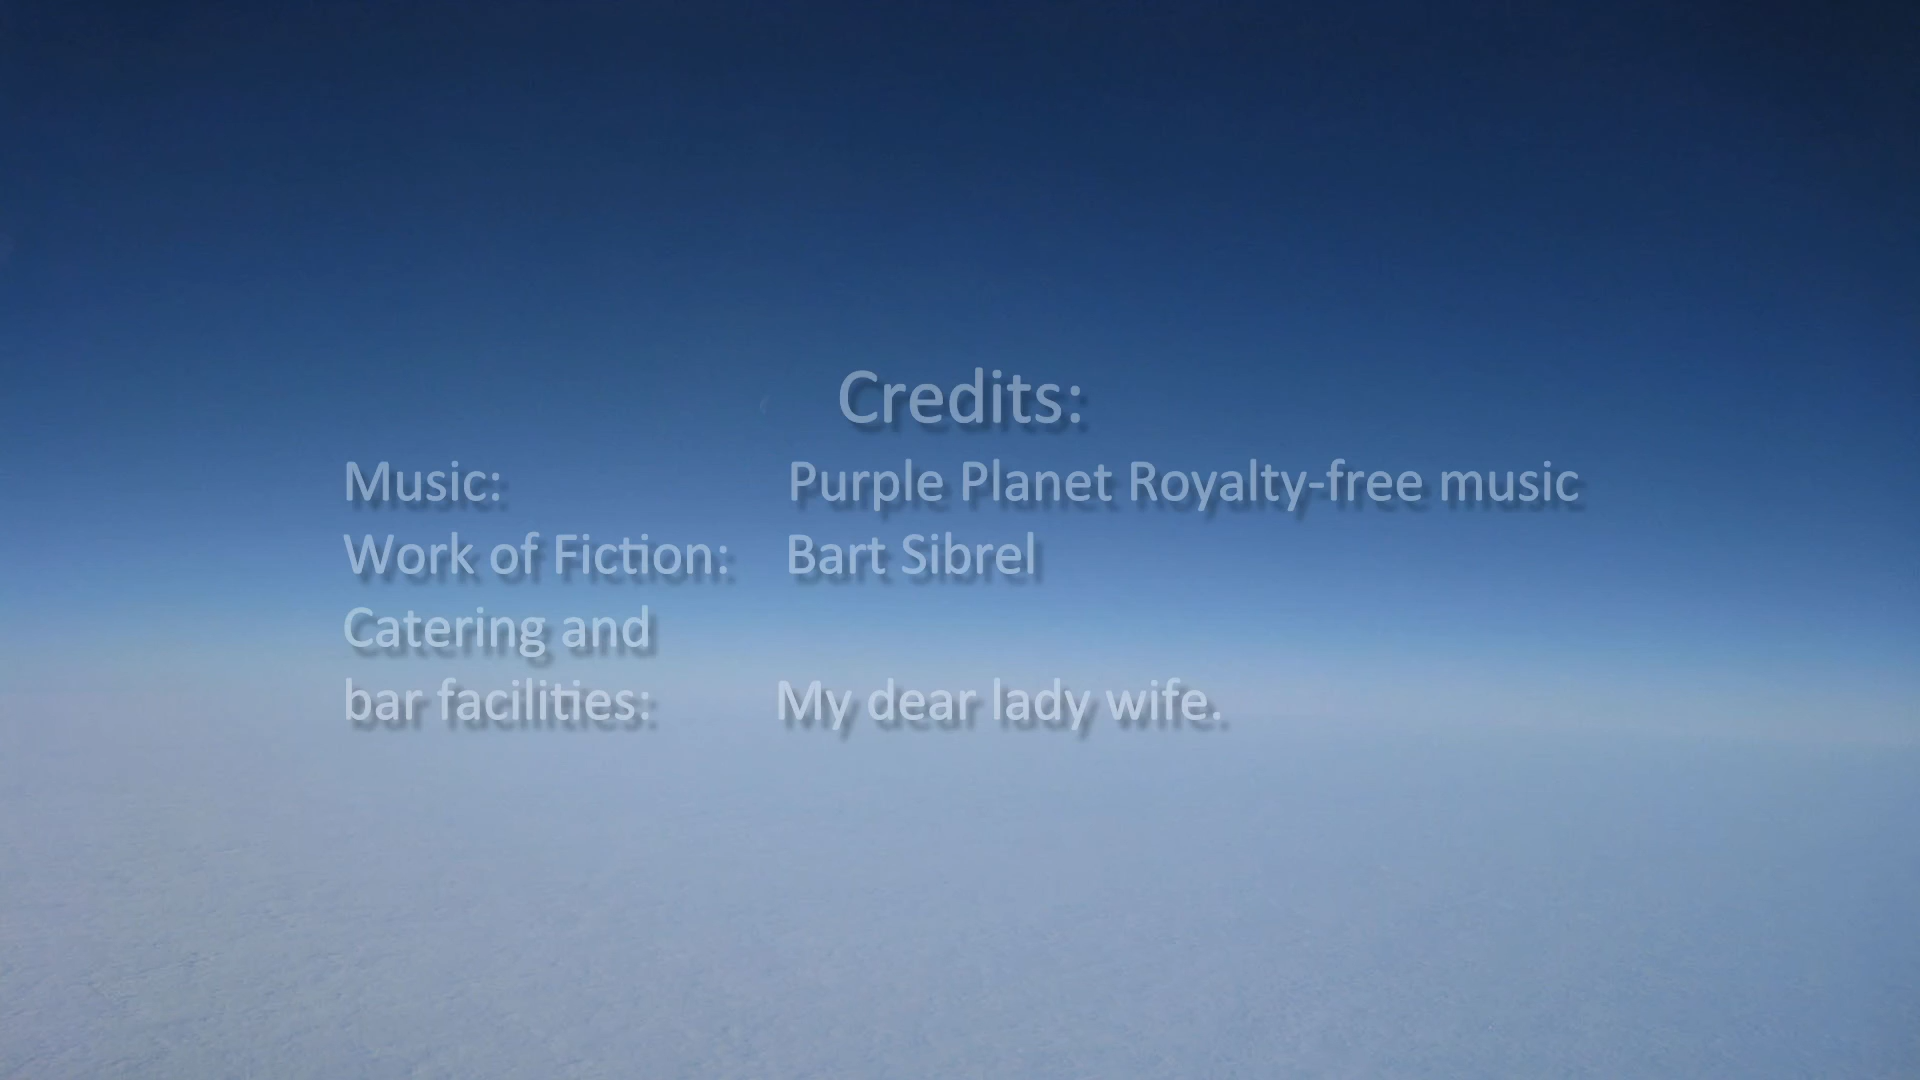 Credits:
Music: Purple Planet Royalty-free music
Work of Fiction: Bart Sibrel
Catering and
bar facilities: My dear lady wife.